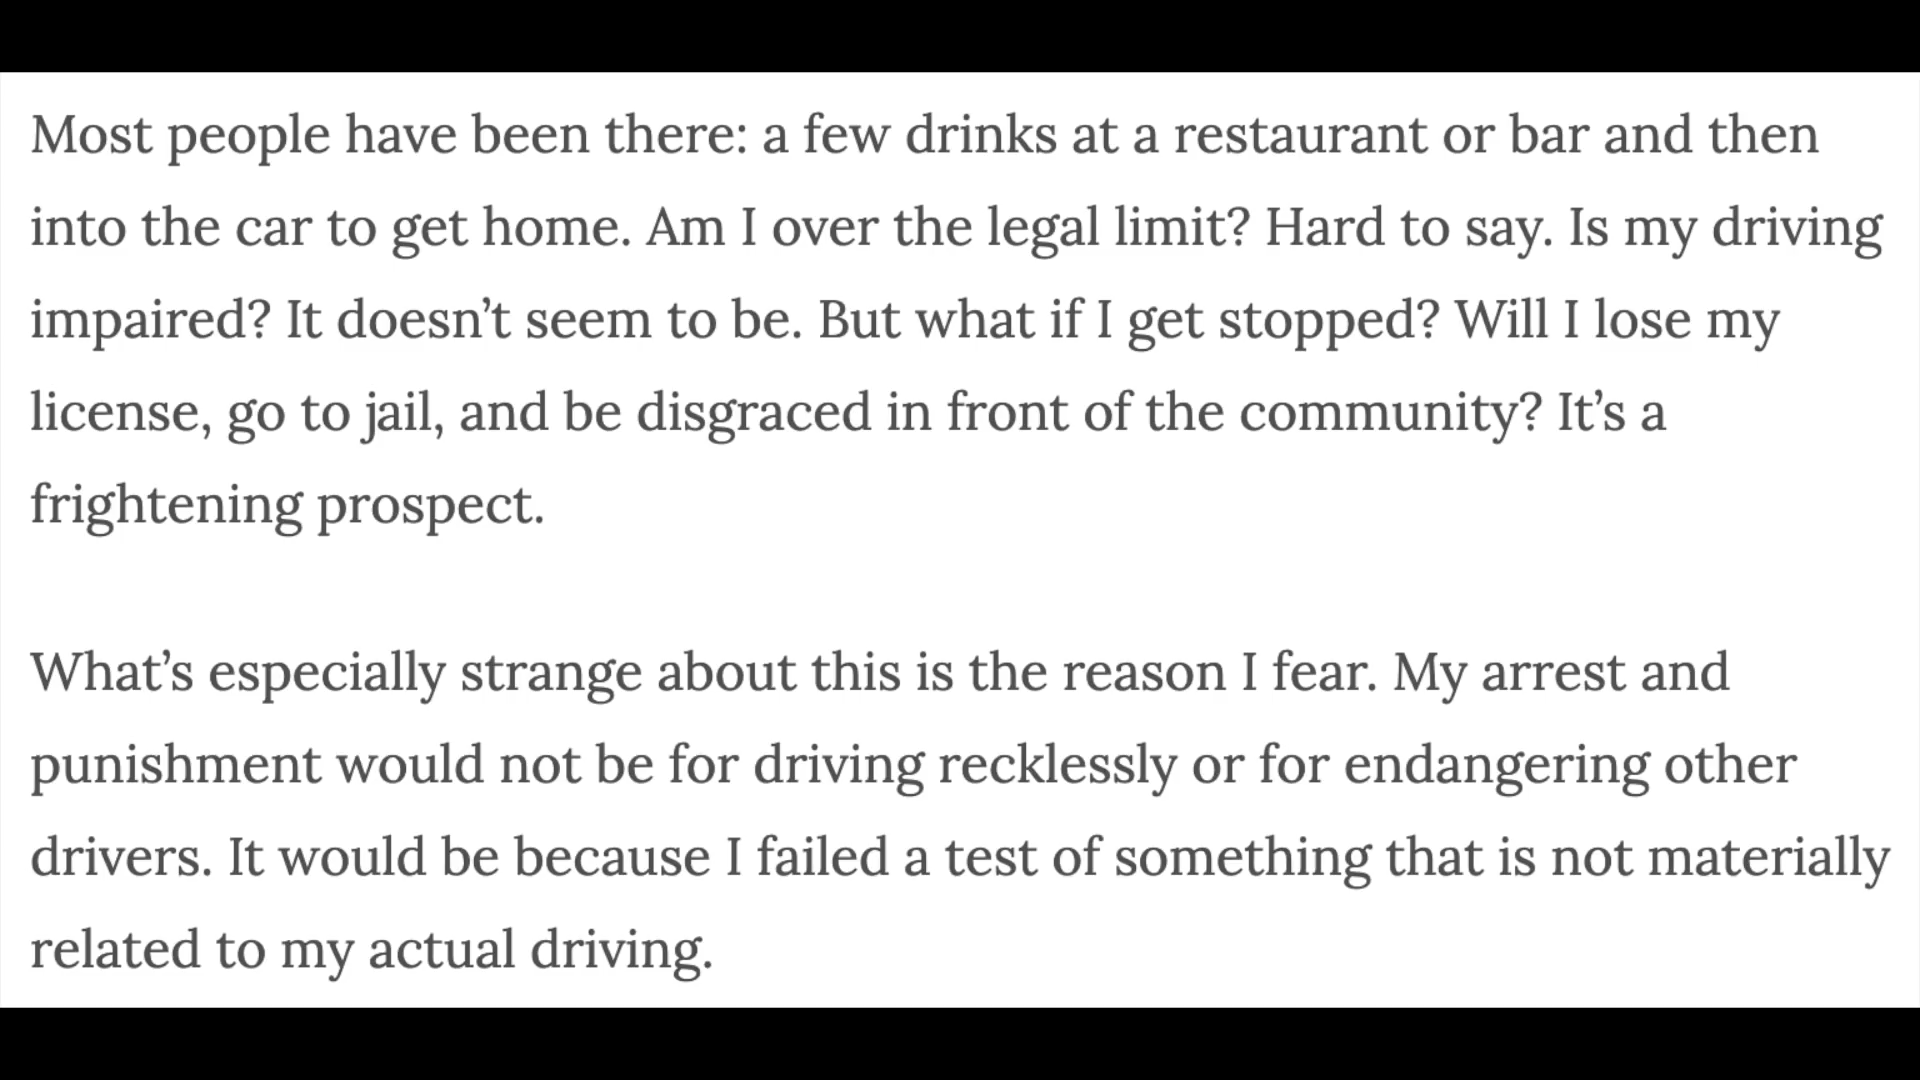 Most people have been there: a few drinks at a restaurant or bar and then
into the car to get home. Am I over the legal limit? Hard to say. Is my driving
impaired? It doesn’t seem to be. But what if I get stopped? Will I lose my
license, go to jail, and be disgraced in front of the community? It’s a
frightening prospect.
What’s especially strange about this is the reason I fear. My arrest and
punishment would not be for driving recklessly or for endangering other
drivers. It would be because I failed a test of something that is not materially
related to my actual driving.